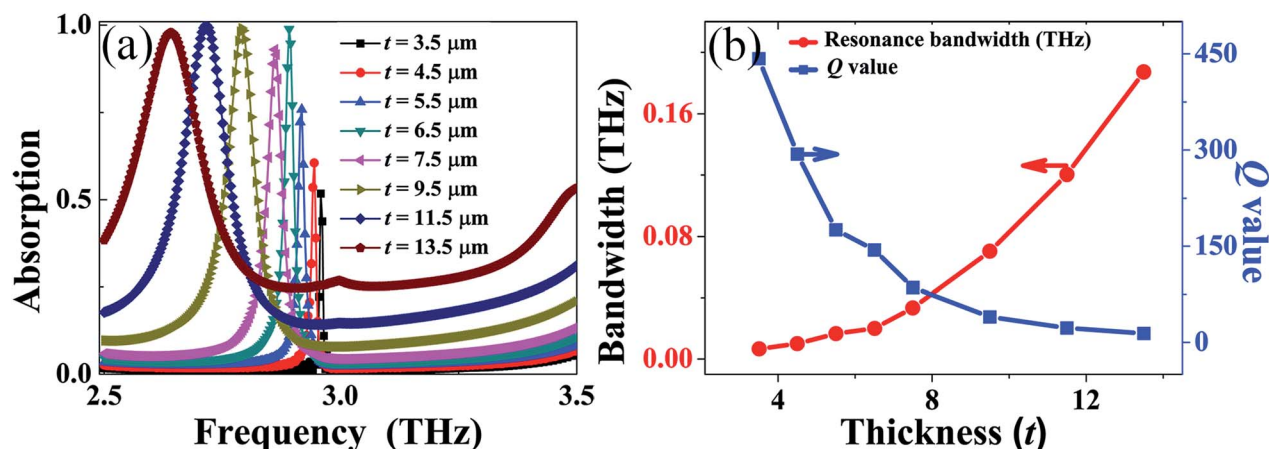 (a)
t = 3.5 μm
t = 4.5 μm
t = 5.5 μm
t = 6.5 μm
t = 7.5 μm
t = 9.5 μm
t = 11.5 μm
t = 13.5 μm
1.0
0.5
0.0
Absorption
2.5 3.0 3.5
Frequency (THz)
(b)
Resonance bandwidth (THz)
Q value
0.16
0.08
0.00
Bandwidth (THz)
450
300
150
0
Q value
4 8 12
Thickness (t)